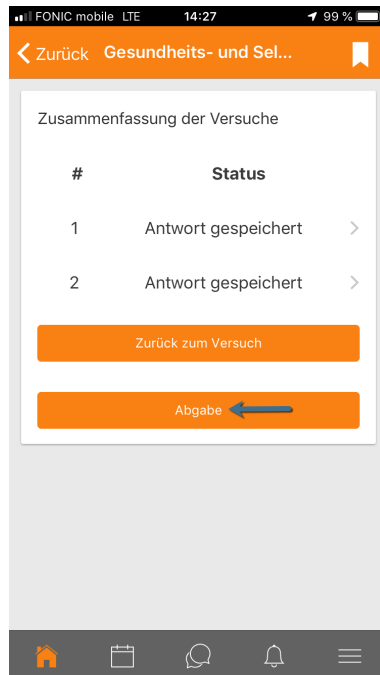 FONIC mobile LTE 14:27 99 %
Zurück Gesundheits- und Sel...
Zusammenfassung der Versuche
# Status
1 Antwort gespeichert
2 Antwort gespeichert
Zurück zum Versuch
Abgabe